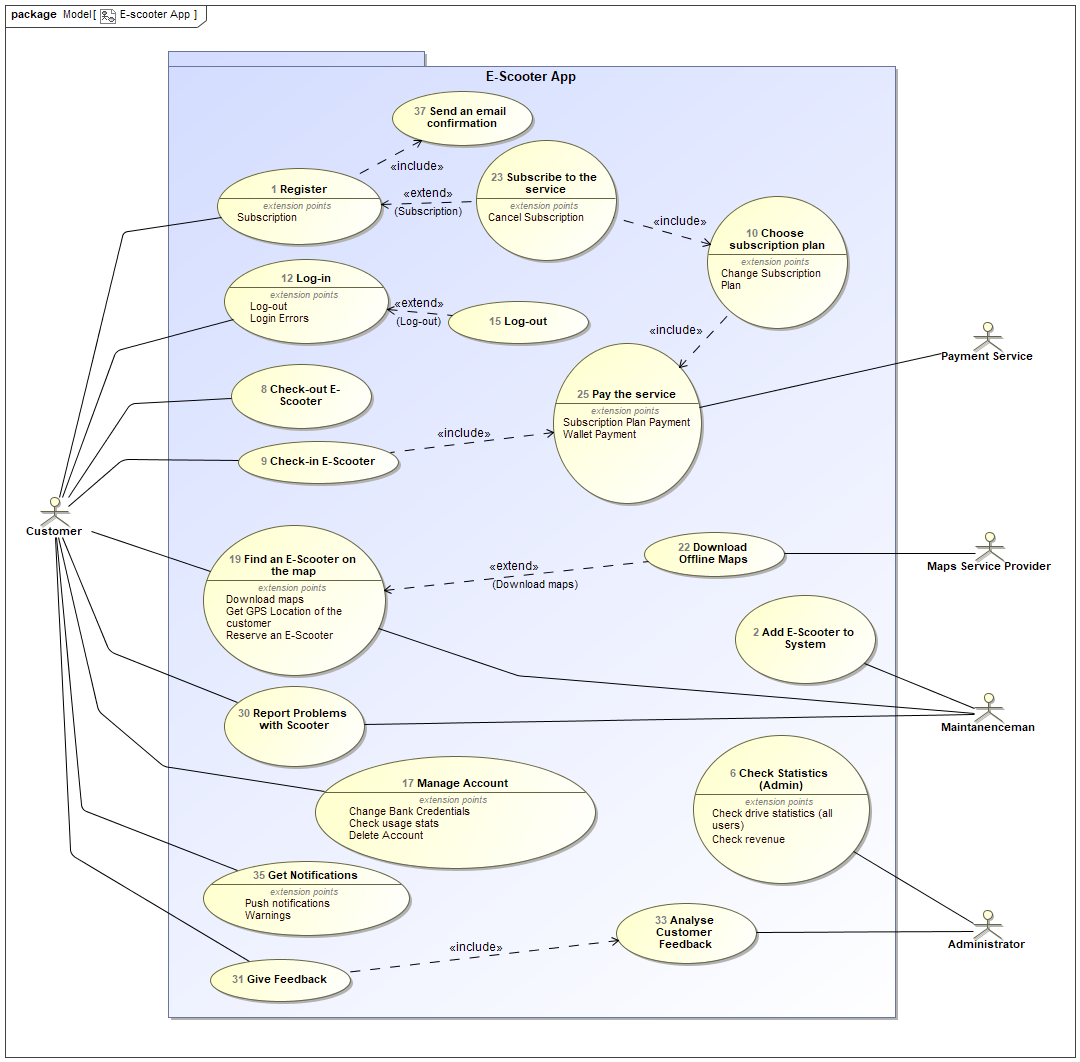 package Model[ E-scooter App ]
E-Scooter App
37 Send an email
confirmation
«include»
23 Subscribe to the
service
extension points
Cancel Subscription
1 Register
extension points
Subscription
«extend»
(Subscription)
«include»
10 Choose
subscription plan
extension points
Change Subscription
Plan
12 Log-in
extension points
Log-out
Login Errors
«extend»
(Log-out)
15 Log-out
«include»
Payment Service
8 Check-out E-
Scooter
25 Pay the service
extension points
Subscription Plan Payment
Wallet Payment
«include»
9 Check-in E-Scooter
Customer
19 Find an E-Scooter on
the map
extension points
Download maps
Get GPS Location of the
customer
Reserve an E-Scooter
«extend»
(Download maps)
22 Download
Offline Maps
Maps Service Provider
2 Add E-Scooter to
System
30 Report Problems
with Scooter
Maintanenceman
17 Manage Account
extension points
Change Bank Credentials
Check usage stats
Delete Account
6 Check Statistics
(Admin)
extension points
Check drive statistics (all
users)
Check revenue
35 Get Notifications
extension points
Push notifications
Warnings
33 Analyse
Customer
Feedback
Administrator
«include»
31 Give Feedback